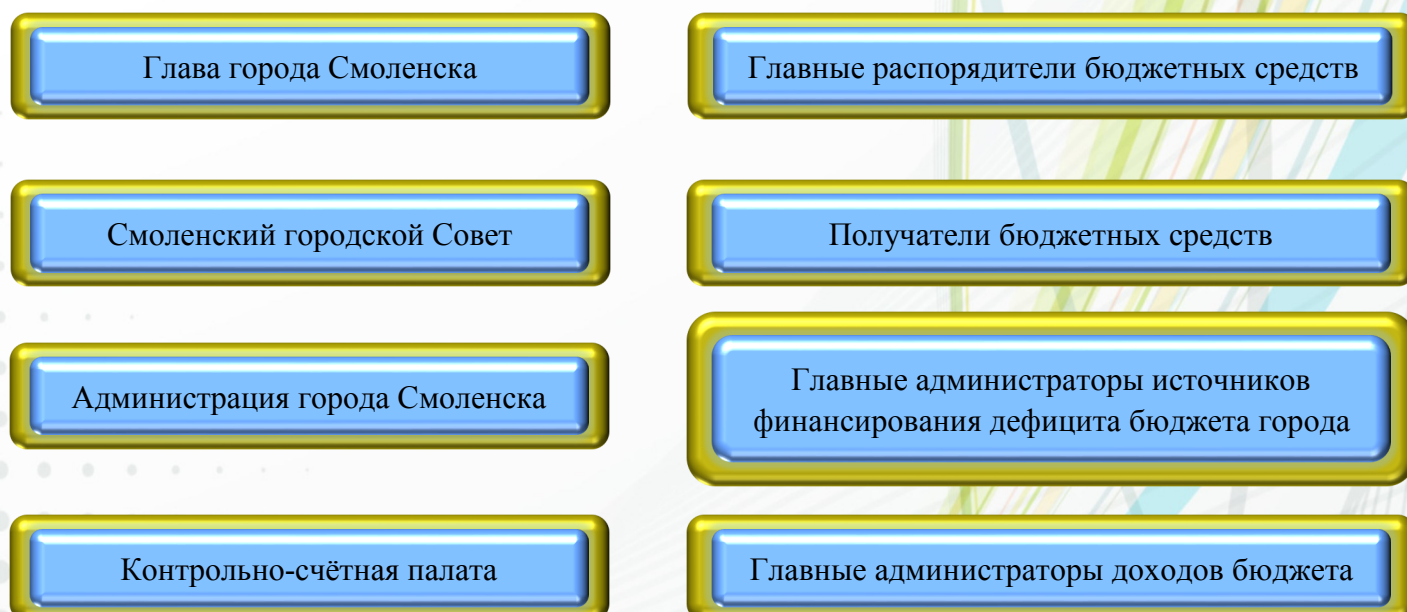 Глава города Смоленска
Главные распорядители бюджетных средств
Смоленский городской Совет
Получатели бюджетных средств
Администрация города Смоленска
Главные администраторы источников
финансирования дефицита бюджета города
Контрольно-счётная палата
Главные администраторы доходов бюджета